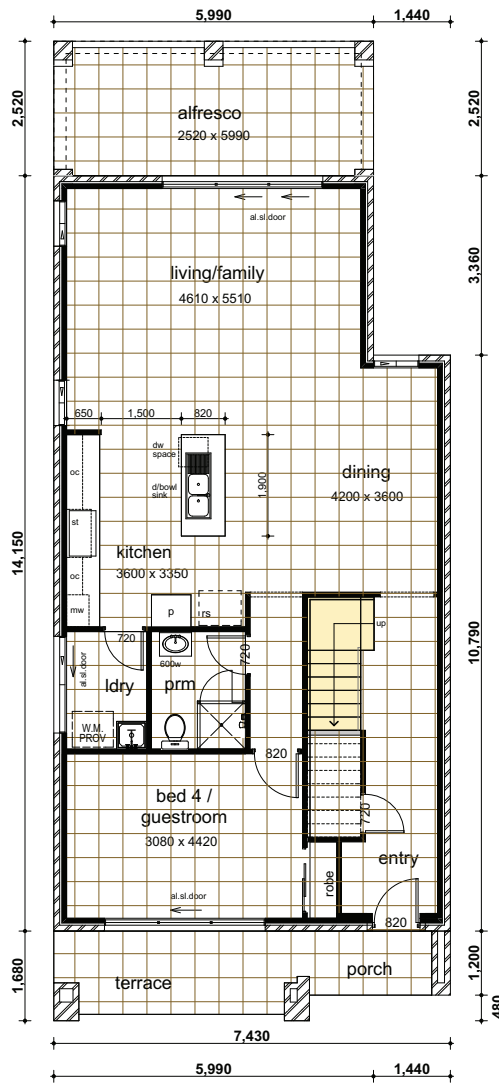 5,990 1,440
2,520
2,520
alfresco
2520 x 5990
al.sl.door
living/family
4610 x 5510
3,360
650 1,500 820
dw
space
oc
d/bowl
sink
1,900
dining
4200 x 3600
st
14,150
kitchen
3600 x 3350
oc
mw
p
rs
up
10,790
720
600w
720
al.sl.door
ldry
prm
W.M.
PROV
820
bed 4 /
guestroom
3080 x 4420
720
entry
robe
al.sl.door
820
1,680
terrace
porch
1,200
480
7,430
5,990 1,440